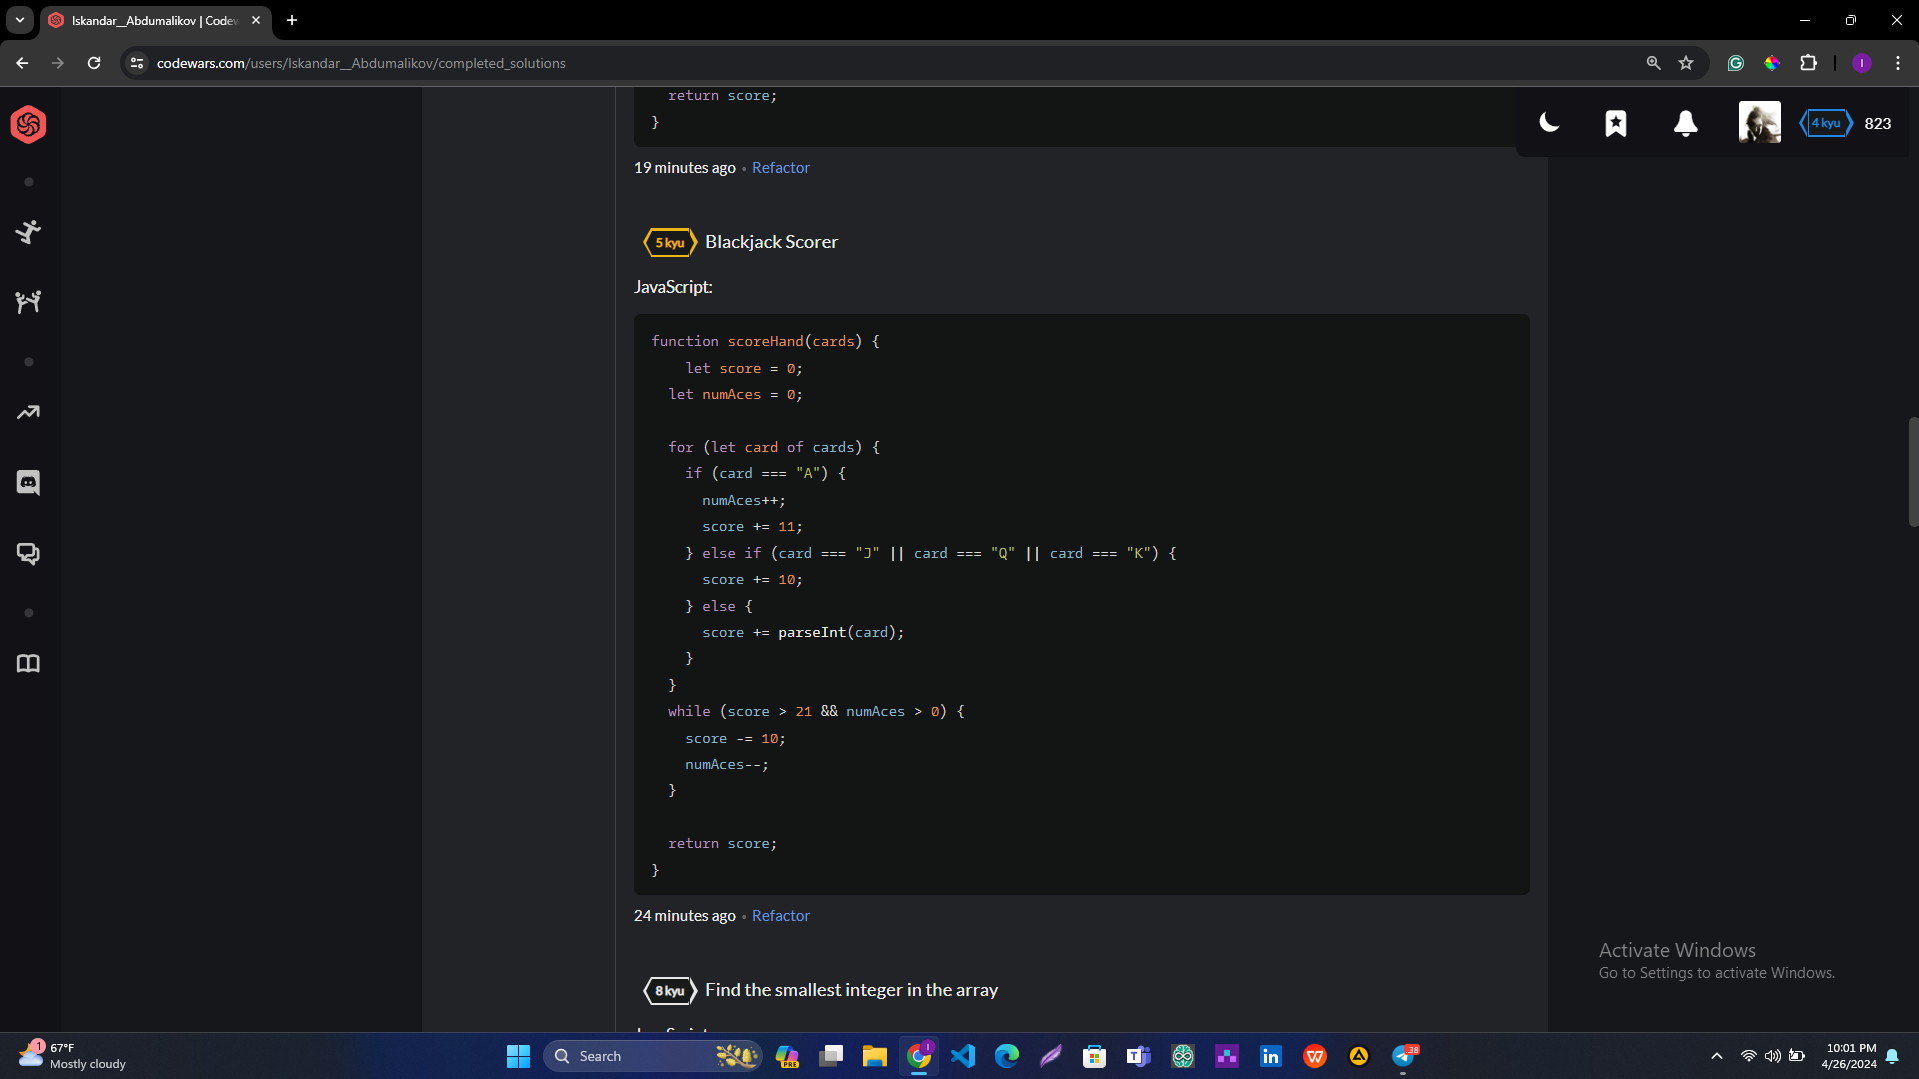 Iskandar__Abdumalikov | Codew
codewars.com/users/Iskandar__Abdumalikov/completed_solutions
4 kyu
823
return score;
}
19 minutes ago • Refactor
5 kyu Blackjack Scorer
JavaScript:
function scoreHand(cards) {
let score = 0;
let numAces = 0;
for (let card of cards) {
if (card === "A") {
numAces++;
score += 11;
} else if (card === "J" || card === "Q" || card === "K") {
score += 10;
} else {
score += parseInt(card);
}
}
while (score > 21 && numAces > 0) {
score -= 10;
numAces--;
}
return score;
}
24 minutes ago • Refactor
Activate Windows
Go to Settings to activate Windows.
8 kyu Find the smallest integer in the array
1
67°F
Mostly cloudy
Search
PRE
38
10:01 PM
4/26/2024